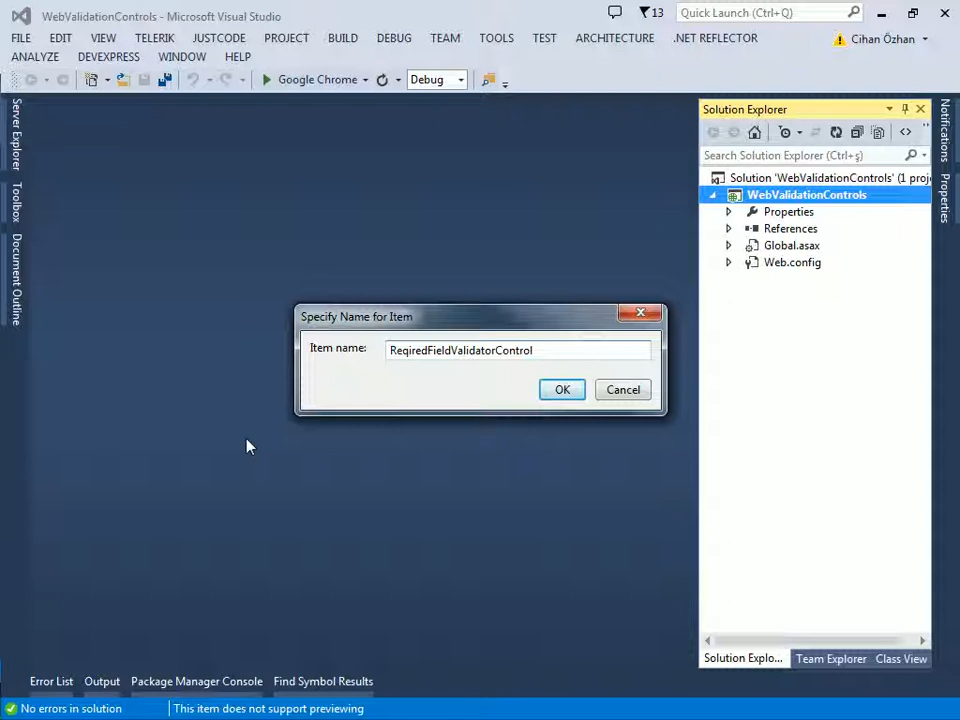 WebValidationControls - Microsoft Visual Studio
13
Quick Launch (Ctrl+Q)
FILE EDIT VIEW TELERIK JUSTCODE PROJECT BUILD DEBUG TEAM TOOLS TEST ARCHITECTURE .NET REFLECTOR
Cihan Özhan
ANALYZE DEVEXPRESS WINDOW HELP
Google Chrome
Debug
Server Explorer
Toolbox
Document Outline
Solution Explorer
Search Solution Explorer (Ctrl+ş)
Solution 'WebValidationControls' (1 proj
WebValidationControls
Properties
References
Global.asax
Web.config
Notifications
Properties
Specify Name for Item
Item name: ReqiredFieldValidatorControl
OK Cancel
Solution Explo... Team Explorer Class View
Error List Output Package Manager Console Find Symbol Results
No errors in solution This item does not support previewing